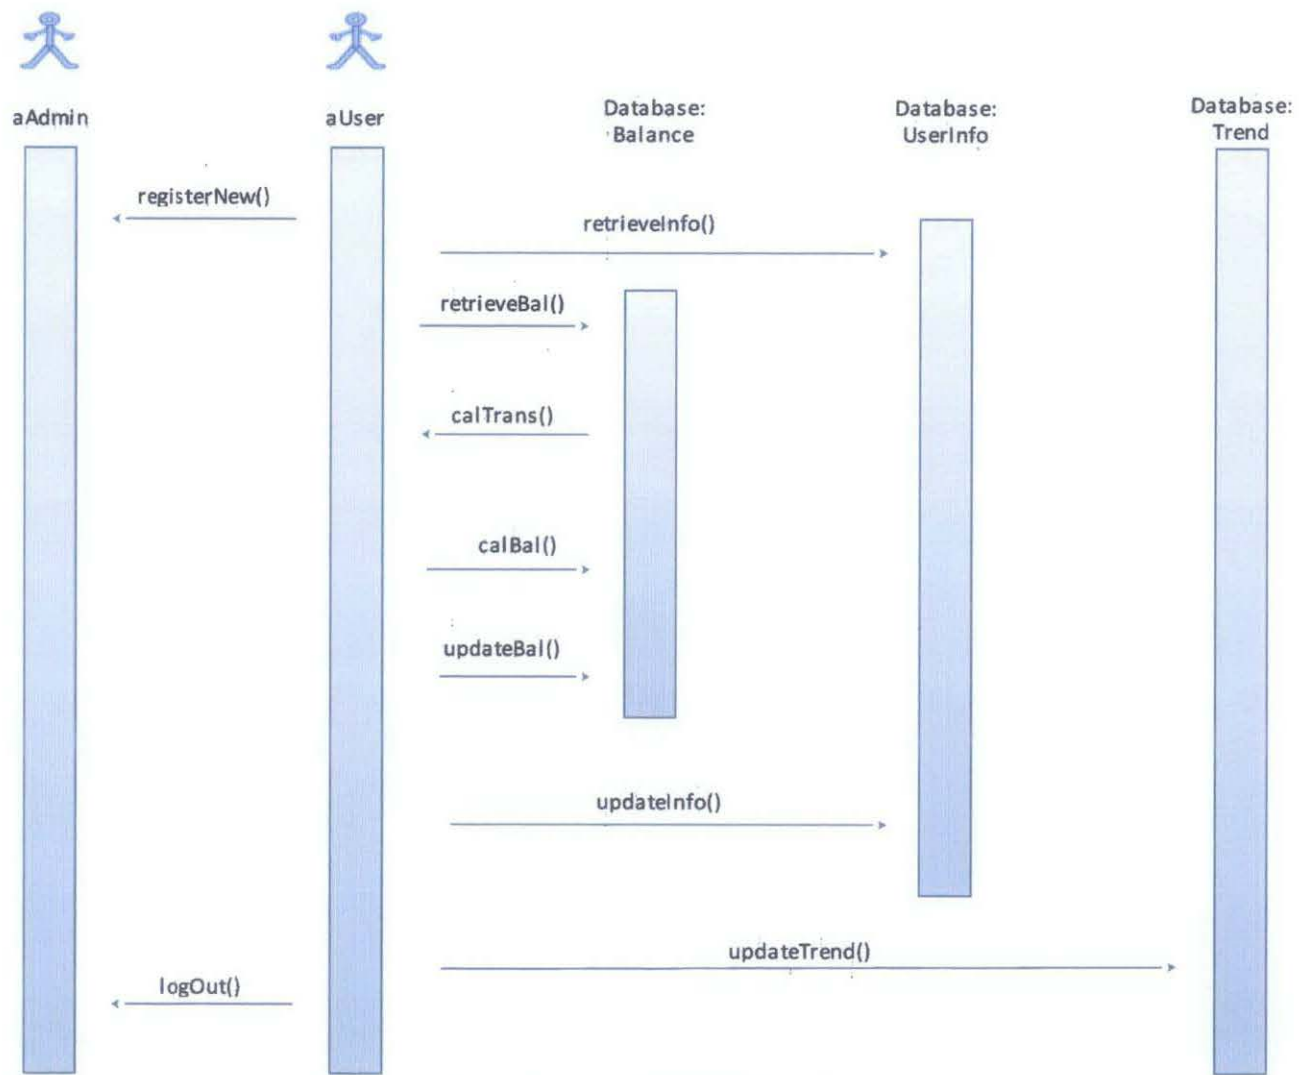 aAdmin
aUser
Database:
Balance
Database:
UserInfo
Database:
Trend
registerNew()
retrieveInfo()
retrieveBal()
calTrans()
calBal()
updateBal()
updateInfo()
updateTrend()
logOut()